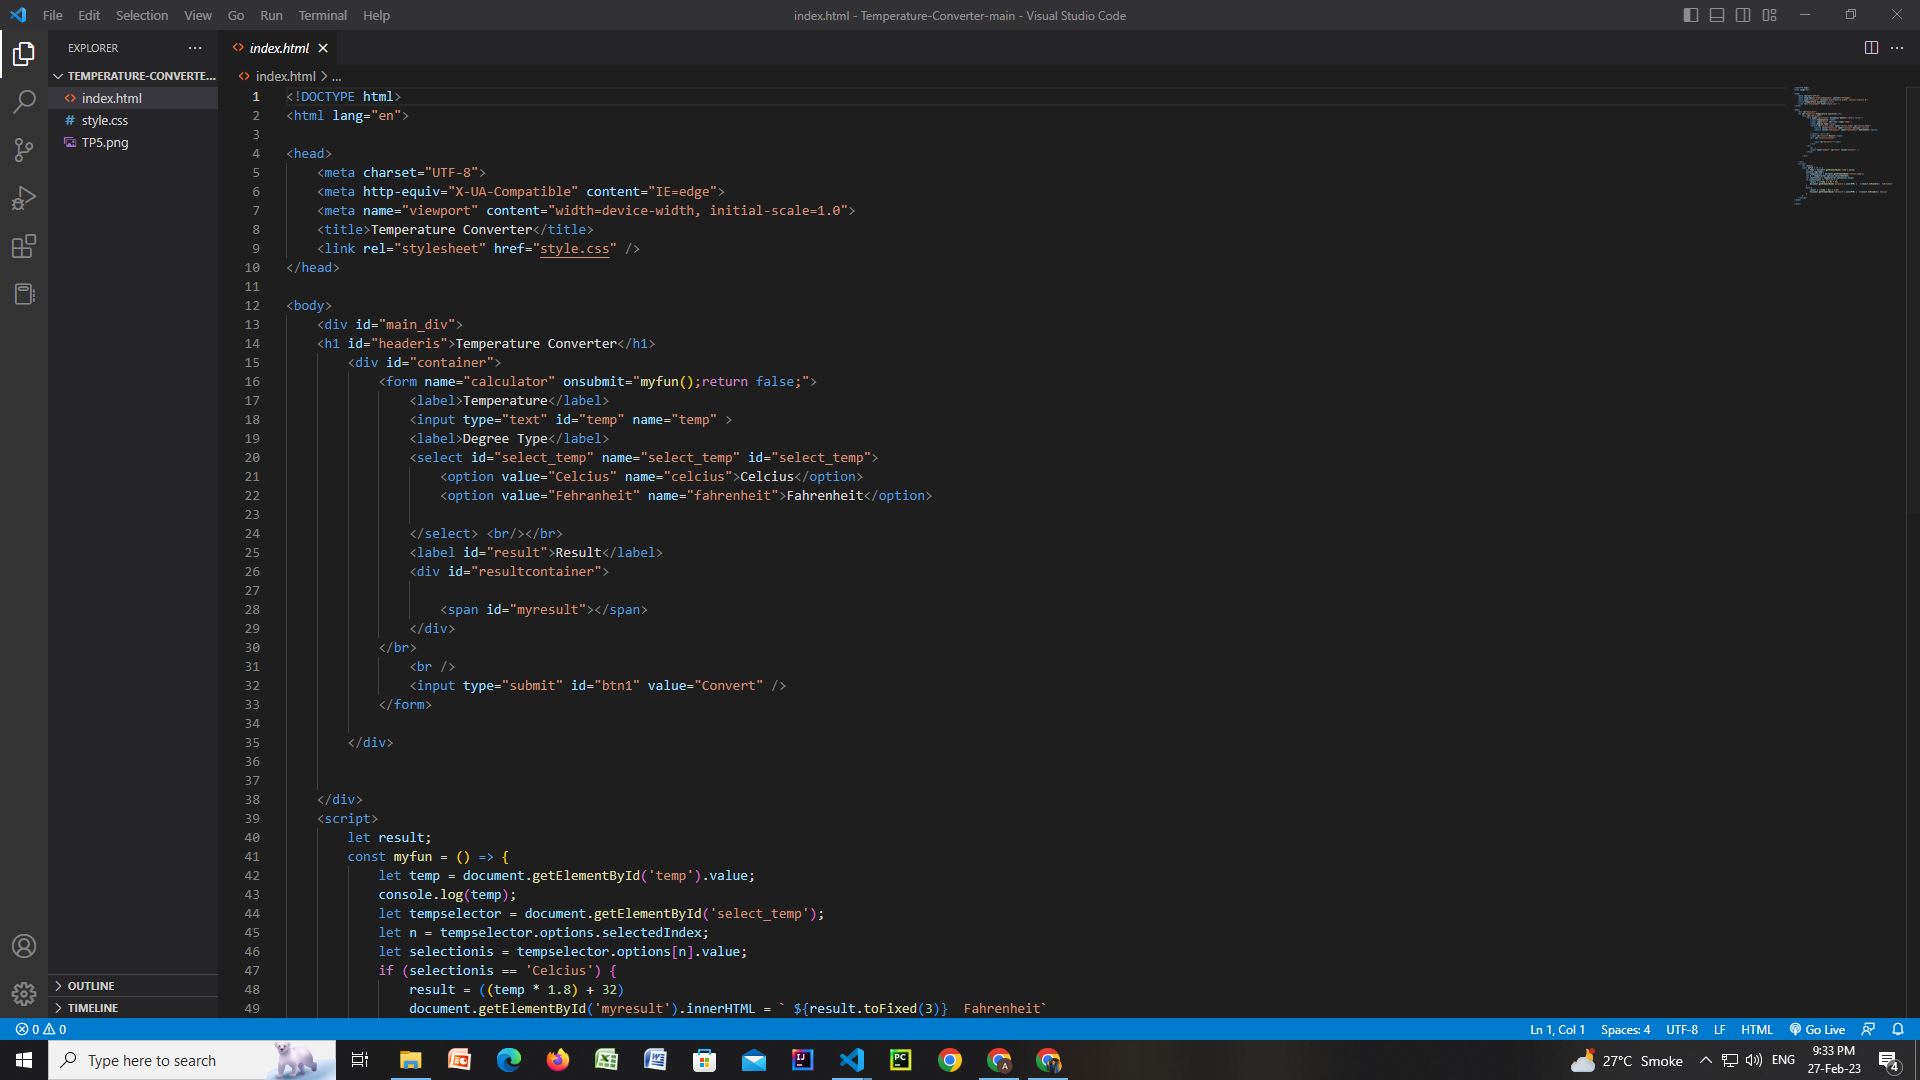 File Edit Selection View Go Run Terminal Help
index.html - Temperature-Converter-main - Visual Studio Code
EXPLORER
TEMPERATURE-CONVERTE...
index.html
style.css
TP5.png
OUTLINE
TIMELINE
index.html
index.html > ...
1 <!DOCTYPE html>
2 <html lang="en">
3
4 <head>
5 <meta charset="UTF-8">
6 <meta http-equiv="X-UA-Compatible" content="IE=edge">
7 <meta name="viewport" content="width=device-width, initial-scale=1.0">
8 <title>Temperature Converter</title>
9 <link rel="stylesheet" href="style.css" />
10 </head>
11
12 <body>
13 <div id="main_div">
14 <h1 id="headeris">Temperature Converter</h1>
15 <div id="container">
16 <form name="calculator" onsubmit="myfun();return false;">
17 <label>Temperature</label>
18 <input type="text" id="temp" name="temp" >
19 <label>Degree Type</label>
20 <select id="select_temp" name="select_temp" id="select_temp">
21 <option value="Celcius" name="celcius">Celcius</option>
22 <option value="Fehranheit" name="fahrenheit">Fahrenheit</option>
23
24 </select> <br/></br>
25 <label id="result">Result</label>
26 <div id="resultcontainer">
27
28 <span id="myresult"></span>
29 </div>
30 </br>
31 <br />
32 <input type="submit" id="btn1" value="Convert" />
33 </form>
34
35 </div>
36
37
38 </div>
39 <script>
40 let result;
41 const myfun = () => {
42 let temp = document.getElementById('temp').value;
43 console.log(temp);
44 let tempselector = document.getElementById('select_temp');
45 let n = tempselector.options.selectedIndex;
46 let selectionis = tempselector.options[n].value;
47 if (selectionis == 'Celcius') {
48 result = ((temp * 1.8) + 32)
49 document.getElementById('myresult').innerHTML = ` ${result.toFixed(3)}  Fahrenheit`
0 0
Ln 1, Col 1 Spaces: 4 UTF-8 LF HTML Go Live
Type here to search
27°C Smoke
ENG
9:33 PM
27-Feb-23
4